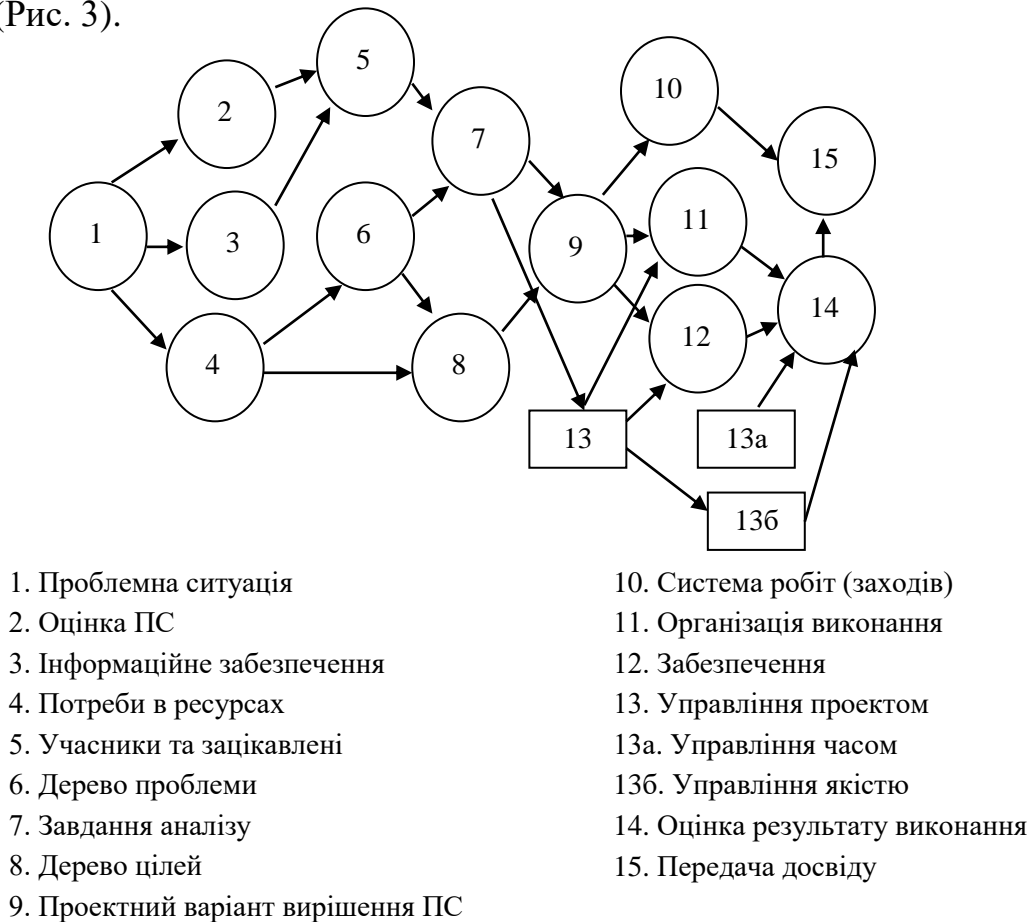 (Рис. 3).
5
10
2
7
15
11
1
3
6
9
14
12
4
8
13
13а
13б
1. Проблемна ситуація
2. Оцінка ПС
3. Інформаційне забезпечення
4. Потреби в ресурсах
5. Учасники та зацікавлені
6. Дерево проблеми
7. Завдання аналізу
8. Дерево цілей
9. Проектний варіант вирішення ПС
10. Система робіт (заходів)
11. Організація виконання
12. Забезпечення
13. Управління проектом
13а. Управління часом
13б. Управління якістю
14. Оцінка результату виконання
15. Передача досвіду